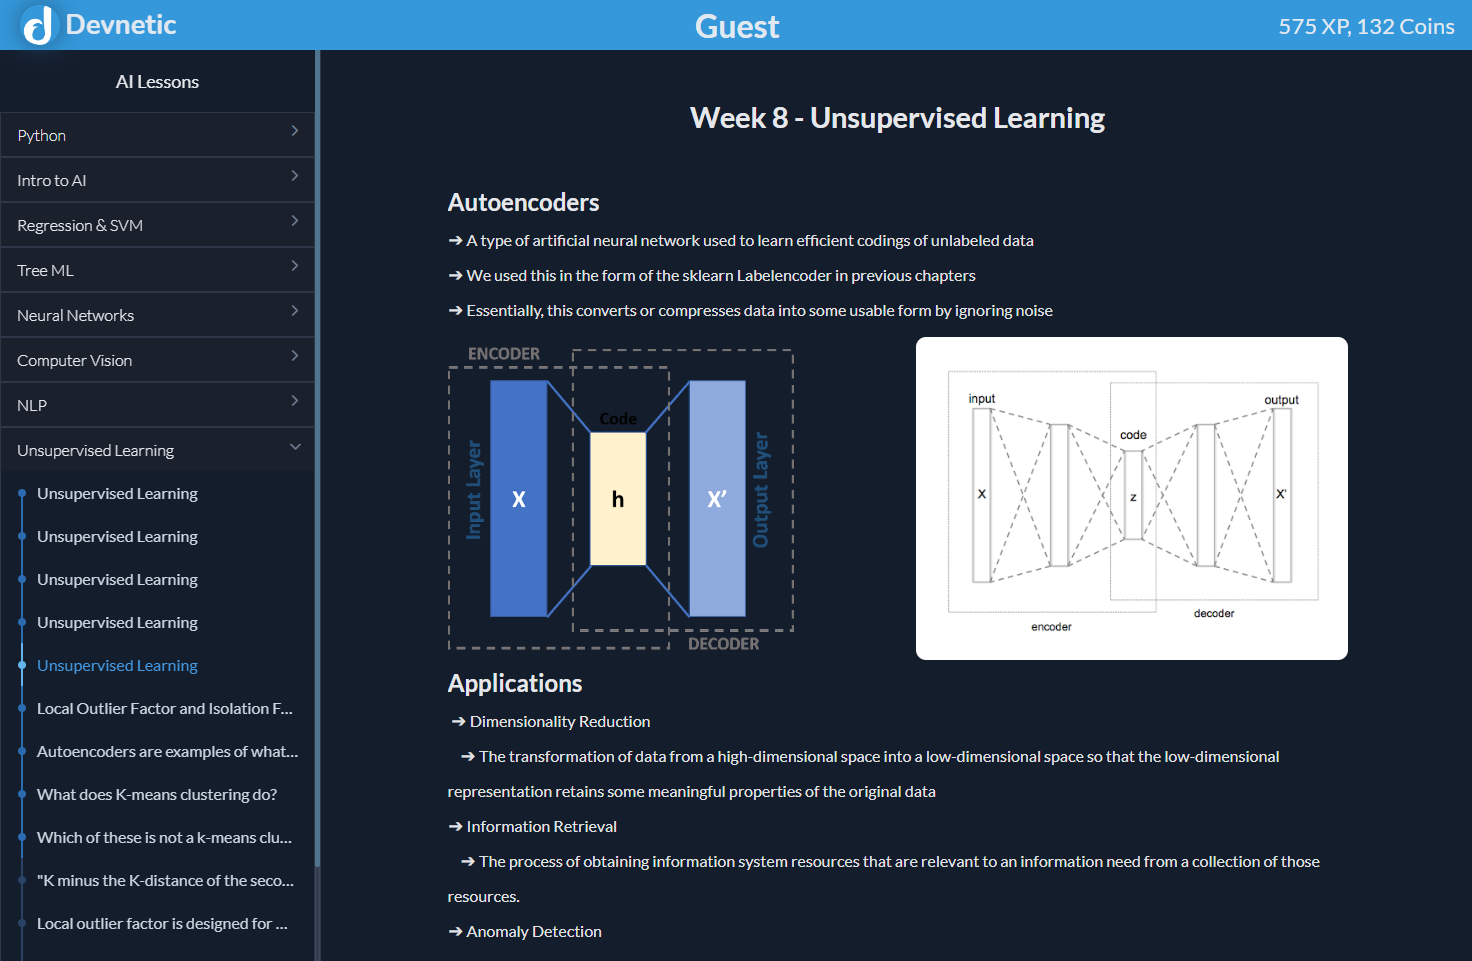 Devnetic
Guest
575 XP, 132 Coins
AI Lessons
Python
Intro to AI
Regression & SVM
Tree ML
Neural Networks
Computer Vision
NLP
Unsupervised Learning
Unsupervised Learning
Unsupervised Learning
Unsupervised Learning
Unsupervised Learning
Unsupervised Learning
Local Outlier Factor and Isolation F...
Autoencoders are examples of what...
What does K-means clustering do?
Which of these is not a k-means clu...
"K minus the K-distance of the seco...
Local outlier factor is designed for ...
Week 8 - Unsupervised Learning
Autoencoders
➔ A type of artificial neural network used to learn efficient codings of unlabeled data
➔ We used this in the form of the sklearn Labelencoder in previous chapters
➔ Essentially, this converts or compresses data into some usable form by ignoring noise
ENCODER
Code
Input Layer
X
h
X'
Output Layer
DECODER
input
output
code
X
z
X'
decoder
encoder
Applications
➔ Dimensionality Reduction
➔ The transformation of data from a high-dimensional space into a low-dimensional space so that the low-dimensional
representation retains some meaningful properties of the original data
➔ Information Retrieval
➔ The process of obtaining information system resources that are relevant to an information need from a collection of those
resources.
➔ Anomaly Detection